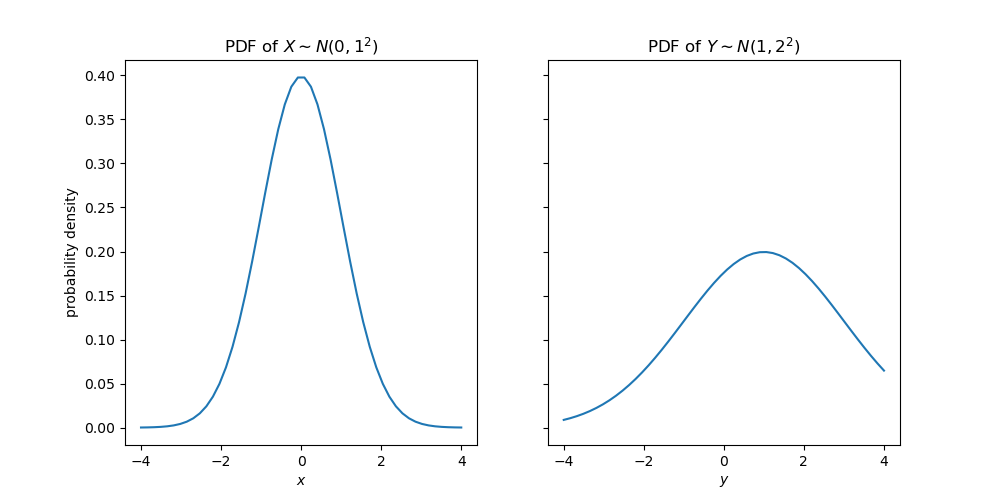 PDF of X ∼ N(0, 1²)
probability density
0.40
0.35
0.30
0.25
0.20
0.15
0.10
0.05
0.00
−4 −2 0 2 4
x
PDF of Y ∼ N(1, 2²)
−4 −2 0 2 4
y